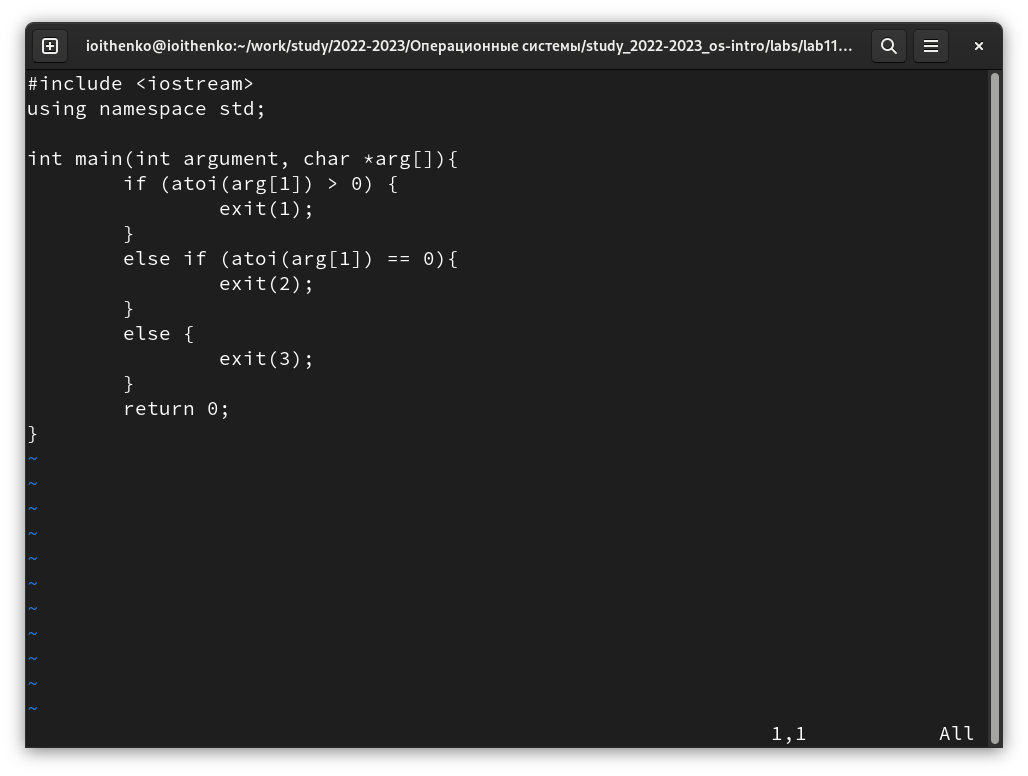 ioithenko@ioithenko:~/work/study/2022-2023/Операционные системы/study_2022-2023_os-intro/labs/lab11...
#include <iostream>
using namespace std;

int main(int argument, char *arg[]){
        if (atoi(arg[1]) > 0) {
                exit(1);
        }
        else if (atoi(arg[1]) == 0){
                exit(2);
        }
        else {
                exit(3);
        }
        return 0;
}
~
~
~
~
~
~
~
~
~
~
~
1,1 All